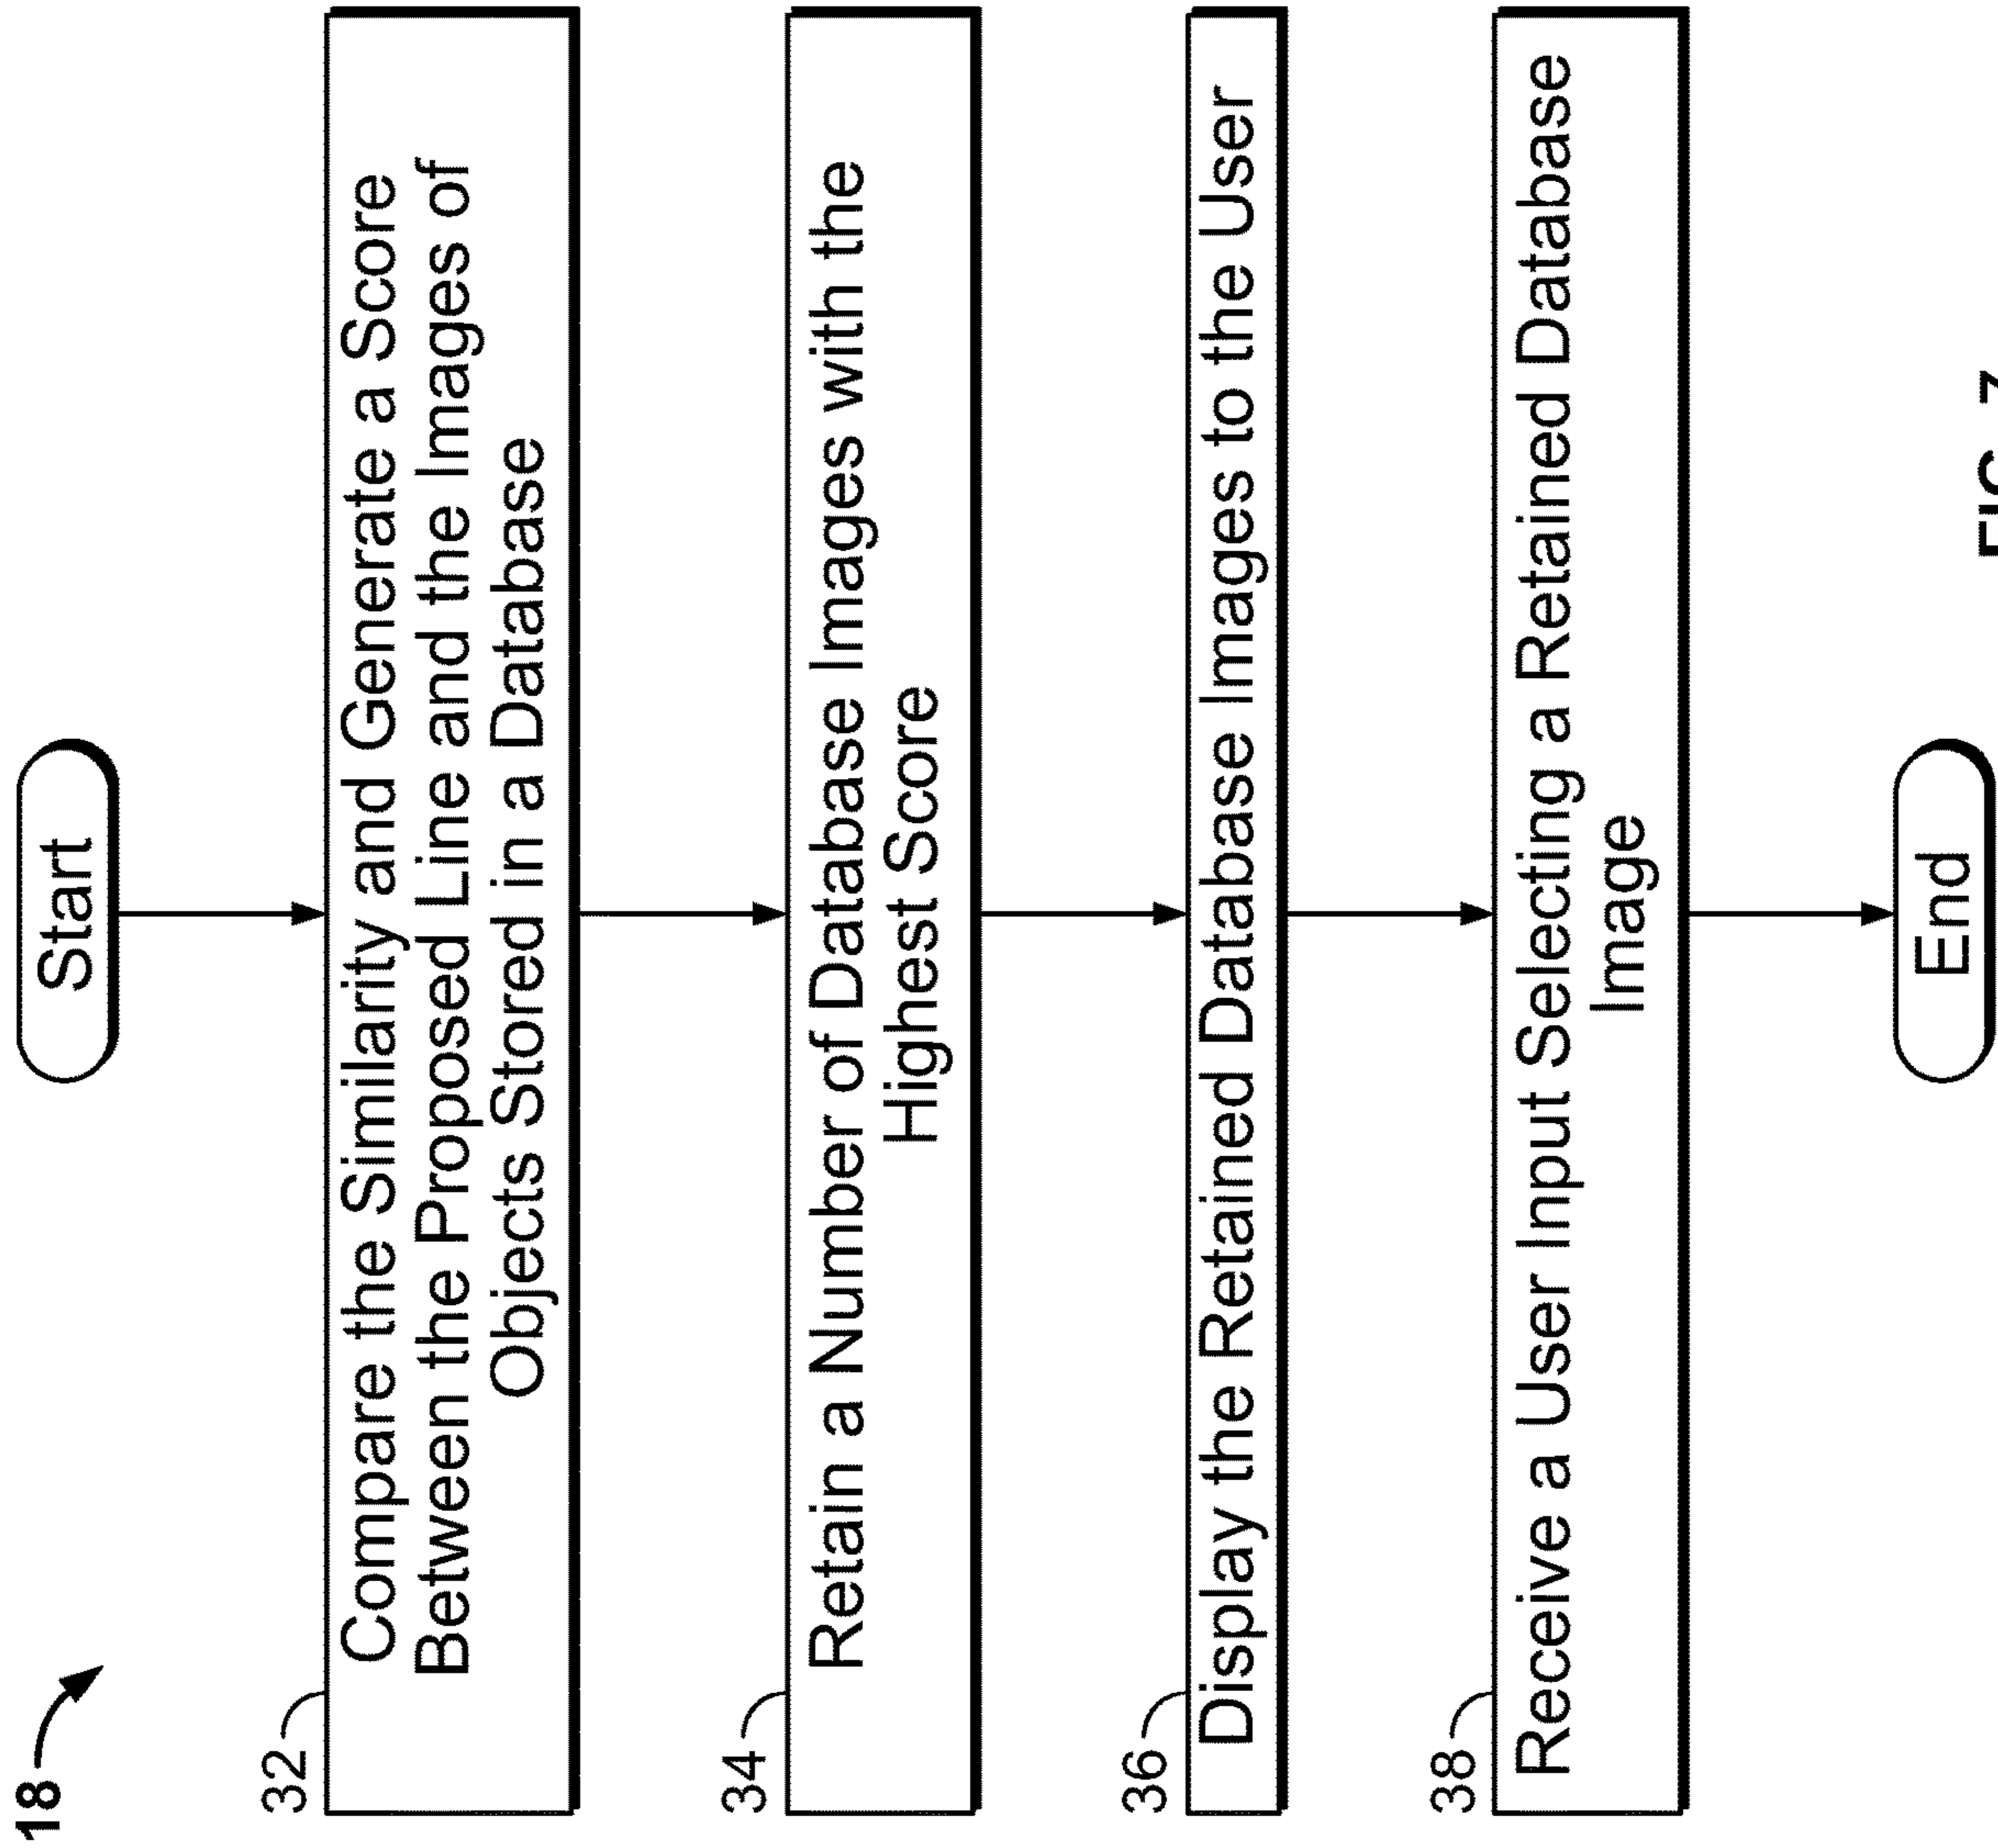 18
Start
32
Compare the Similarity and Generate a Score
Between the Proposed Line and the Images of
Objects Stored in a Database
34
Retain a Number of Database Images with the
Highest Score
36
Display the Retained Database Images to the User
38
Receive a User Input Selecting a Retained Database
Image
End